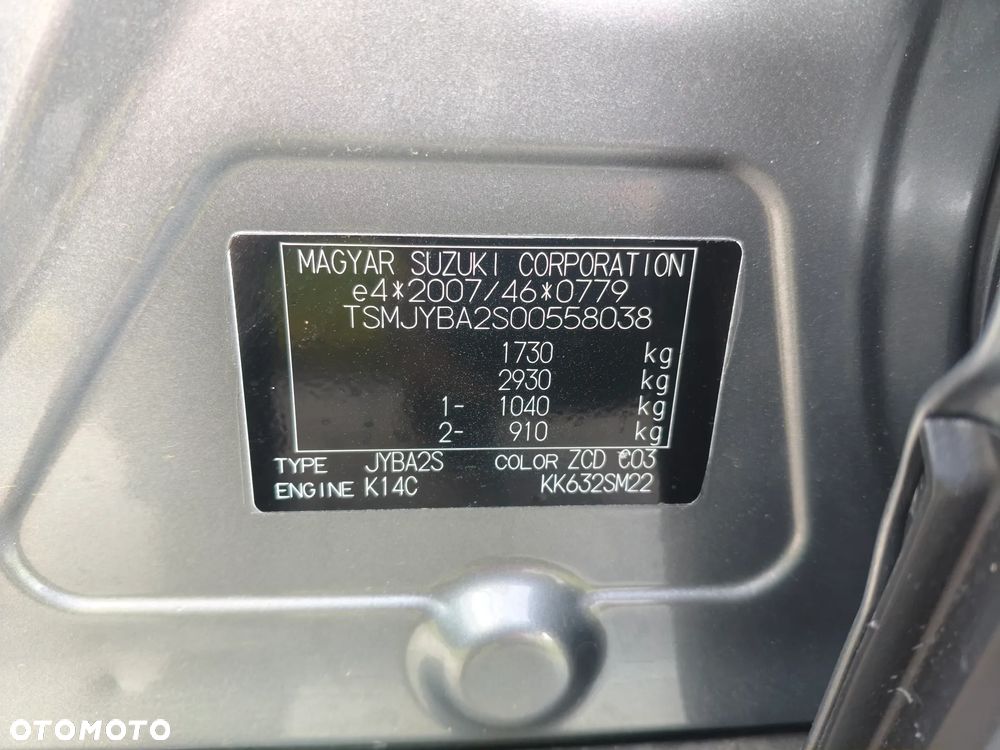 MAGYAR SUZUKI CORPORATION
e4*2007/46*0779
TSMJYBA2S00558038
1730 kg
2930 kg
1- 1040 kg
2- 910 kg
TYPE JYBA2S COLOR ZCD C03
ENGINE K14C KK632SM22
OTOMOTO